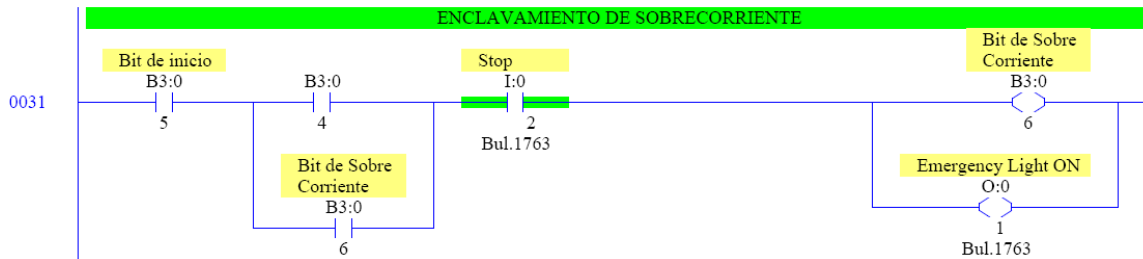 ENCLAVAMIENTO DE SOBRECORRIENTE
Bit de inicio
B3:0
5
B3:0
4
Stop
I:0
2
Bul.1763
Bit de Sobre
Corriente
B3:0
6
0031
Bit de Sobre
Corriente
B3:0
6
Emergency Light ON
O:0
1
Bul.1763